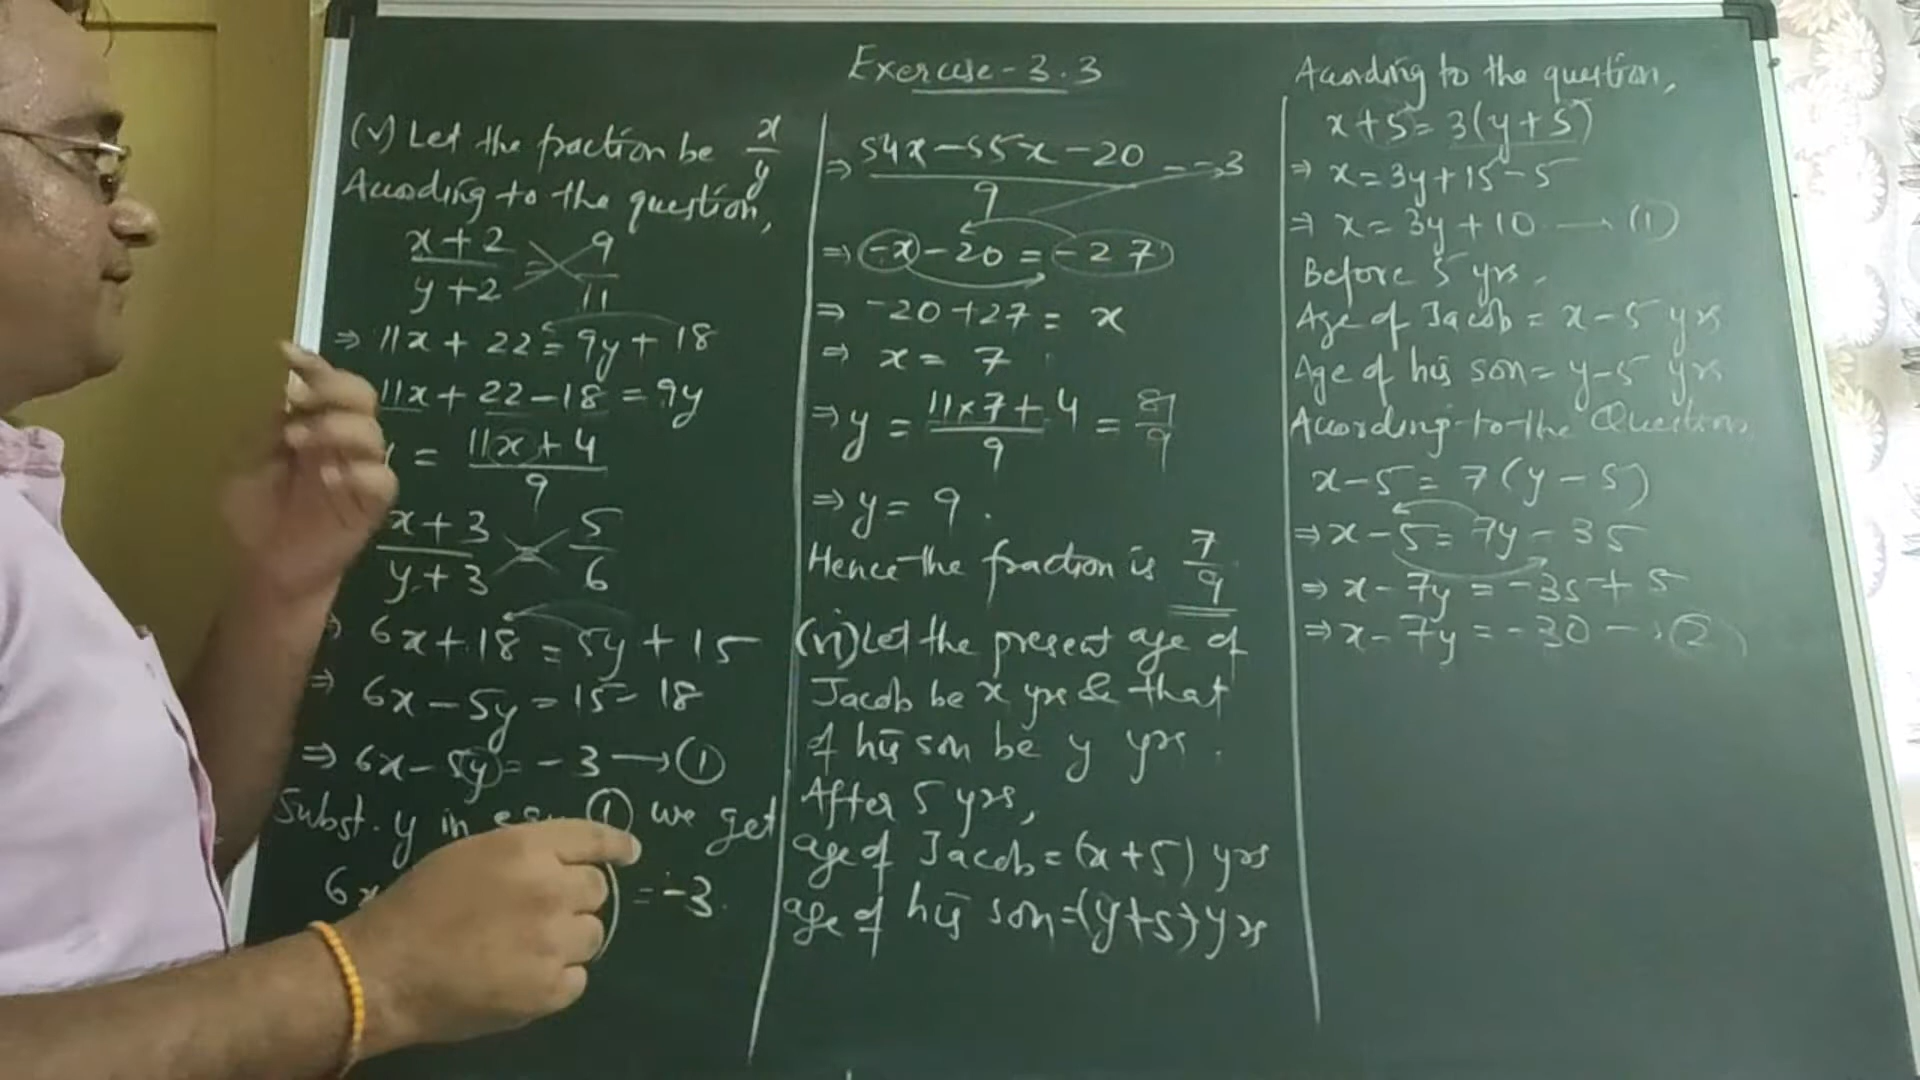 Exercise-3.3
(v) Let the fraction be x/y
According to the question,
x+2/y+2 = 9/11
⇒ 11x + 22 = 9y + 18
11x + 22 - 18 = 9y
= 11x + 4/9
x+3/y+3 = 5/6
⇒ 6x + 18 = 5y + 15
⇒ 6x - 5y = 15 - 18
⇒ 6x - 5y = -3 → (1)
Subst. y in (1) we get
6x ) = -3.
⇒ 54x - 55x - 20/9 = -3
⇒ -x - 20 = -27
⇒ -20 + 27 = x
⇒ x = 7
⇒ y = 11×7 + 4/9 = 81/9
⇒ y = 9.
Hence the fraction is 7/9
(vi) Let the present age of
Jacob be x yrs & that
of his son be y yrs.
After 5 yrs,
age of Jacob = (x+5) yrs
age of his son = (y+5) yrs
According to the question,
x+5 = 3(y+5)
⇒ x = 3y + 15 - 5
⇒ x = 3y + 10 → (1)
Before 5 yrs,
Age of Jacob = x-5 yrs
Age of his son = y-5 yrs
According to the Question,
x-5 = 7(y-5)
⇒ x - 5 = 7y - 35
⇒ x - 7y = -35 + 5
⇒ x - 7y = -30 → (2)